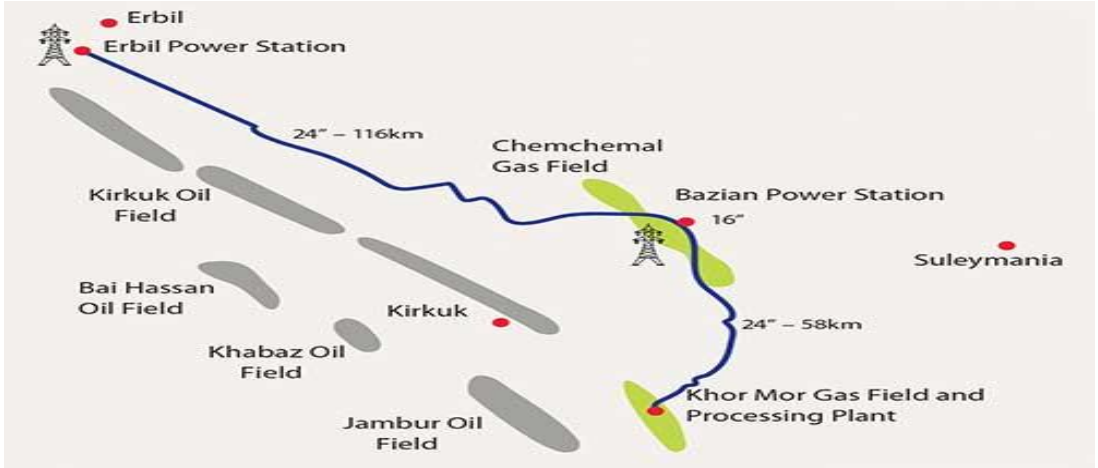 Erbil
Erbil Power Station
24” – 116km
Chemchemal
Gas Field
Bazian Power Station
16”
Kirkuk Oil
Field
Suleymania
Bai Hassan
Oil Field
Kirkuk
24” – 58km
Khabaz Oil
Field
Khor Mor Gas Field and
Processing Plant
Jambur Oil
Field